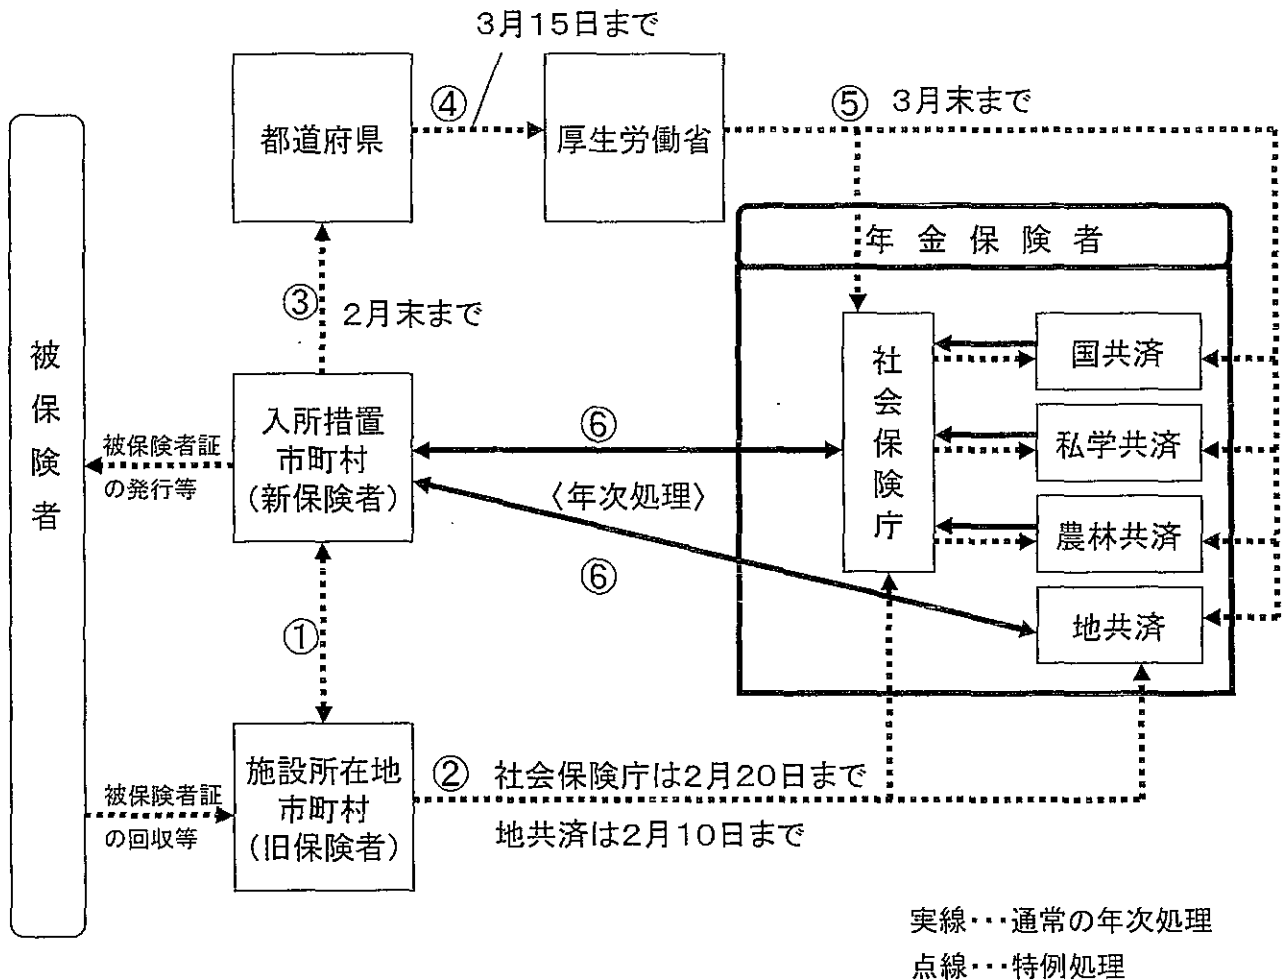 3月15日まで
④
都道府県
厚生労働省
⑤ 3月末まで
年金保険者
③ 2月末まで
被保険者
被保険者証
の発行等
入所措置
市町村
(新保険者)
⑥
〈年次処理〉
⑥
社会保険庁
国共済
私学共済
農林共済
地共済
①
被保険者証
の回収等
施設所在地
市町村
(旧保険者)
② 社会保険庁は2月20日まで
地共済は2月10日まで
実線…通常の年次処理
点線…特例処理